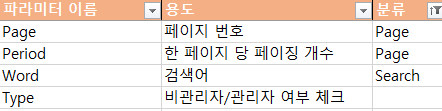 파라미터 이름 용도 분류
Page 페이지 번호 Page
Period 한 페이지 당 페이징 개수 Page
Word 검색어 Search
Type 비관리자/관리자 여부 체크